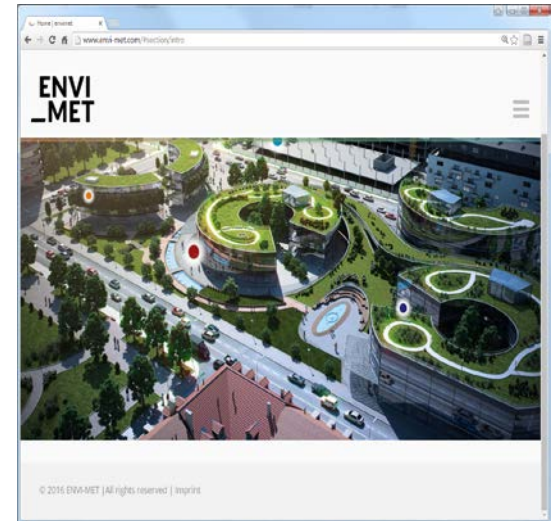 Home | envimet
www.envi-met.com/#section/intro
ENVI
_MET
© 2016 ENVI-MET | All rights reserved | Imprint